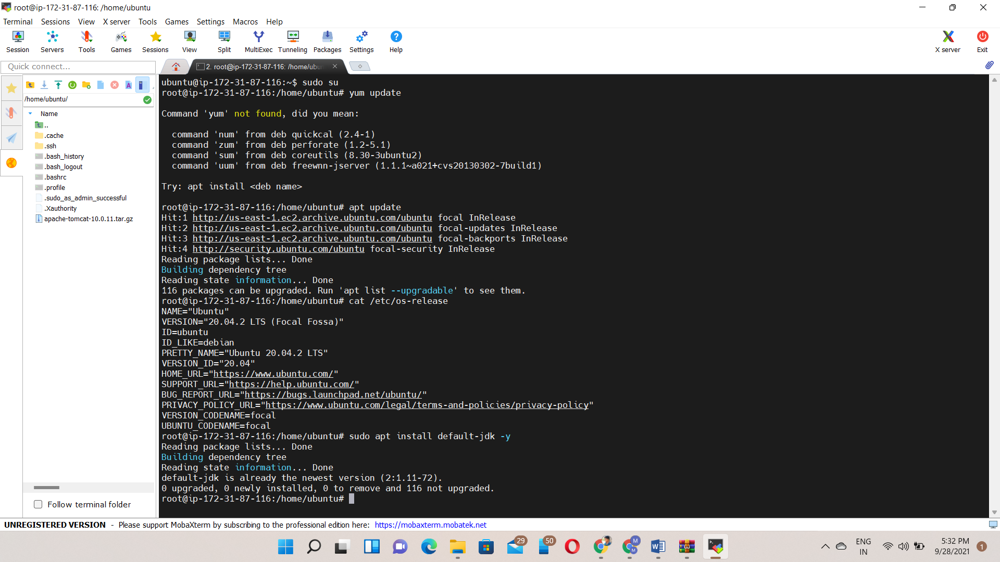 root@ip-172-31-87-116: /home/ubuntu
Terminal Sessions View X server Tools Games Settings Macros Help
Session Servers Tools Games Sessions View Split MultiExec Tunneling Packages Settings Help X server Exit
Quick connect...
2. root@ip-172-31-87-116: /home/ubu
/home/ubuntu/
Name
..
.cache
.ssh
.bash_history
.bash_logout
.bashrc
.profile
.sudo_as_admin_successful
.Xauthority
apache-tomcat-10.0.11.tar.gz
Follow terminal folder
ubuntu@ip-172-31-87-116:~$ sudo su
root@ip-172-31-87-116:/home/ubuntu# yum update
Command 'yum' not found, did you mean:
command 'num' from deb quickcal (2.4-1)
command 'zum' from deb perforate (1.2-5.1)
command 'sum' from deb coreutils (8.30-3ubuntu2)
command 'uum' from deb freewnn-jserver (1.1.1~a021+cvs20130302-7build1)
Try: apt install <deb name>
root@ip-172-31-87-116:/home/ubuntu# apt update
Hit:1 http://us-east-1.ec2.archive.ubuntu.com/ubuntu focal InRelease
Hit:2 http://us-east-1.ec2.archive.ubuntu.com/ubuntu focal-updates InRelease
Hit:3 http://us-east-1.ec2.archive.ubuntu.com/ubuntu focal-backports InRelease
Hit:4 http://security.ubuntu.com/ubuntu focal-security InRelease
Reading package lists... Done
Building dependency tree
Reading state information... Done
116 packages can be upgraded. Run 'apt list --upgradable' to see them.
root@ip-172-31-87-116:/home/ubuntu# cat /etc/os-release
NAME="Ubuntu"
VERSION="20.04.2 LTS (Focal Fossa)"
ID=ubuntu
ID_LIKE=debian
PRETTY_NAME="Ubuntu 20.04.2 LTS"
VERSION_ID="20.04"
HOME_URL="https://www.ubuntu.com/"
SUPPORT_URL="https://help.ubuntu.com/"
BUG_REPORT_URL="https://bugs.launchpad.net/ubuntu/"
PRIVACY_POLICY_URL="https://www.ubuntu.com/legal/terms-and-policies/privacy-policy"
VERSION_CODENAME=focal
UBUNTU_CODENAME=focal
root@ip-172-31-87-116:/home/ubuntu# sudo apt install default-jdk -y
Reading package lists... Done
Building dependency tree
Reading state information... Done
default-jdk is already the newest version (2:1.11-72).
0 upgraded, 0 newly installed, 0 to remove and 116 not upgraded.
root@ip-172-31-87-116:/home/ubuntu#
UNREGISTERED VERSION - Please support MobaXterm by subscribing to the professional edition here: https://mobaxterm.mobatek.net
29 50 M M
ENG
IN
5:32 PM
9/28/2021
1